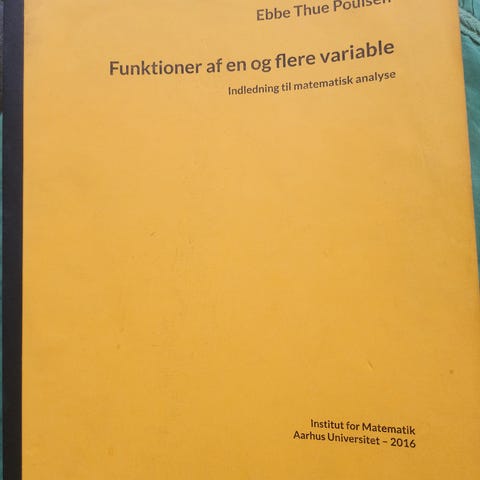 Ebbe Thue Poulsen
Funktioner af en og flere variable
Indledning til matematisk analyse
Institut for Matematik
Aarhus Universitet – 2016